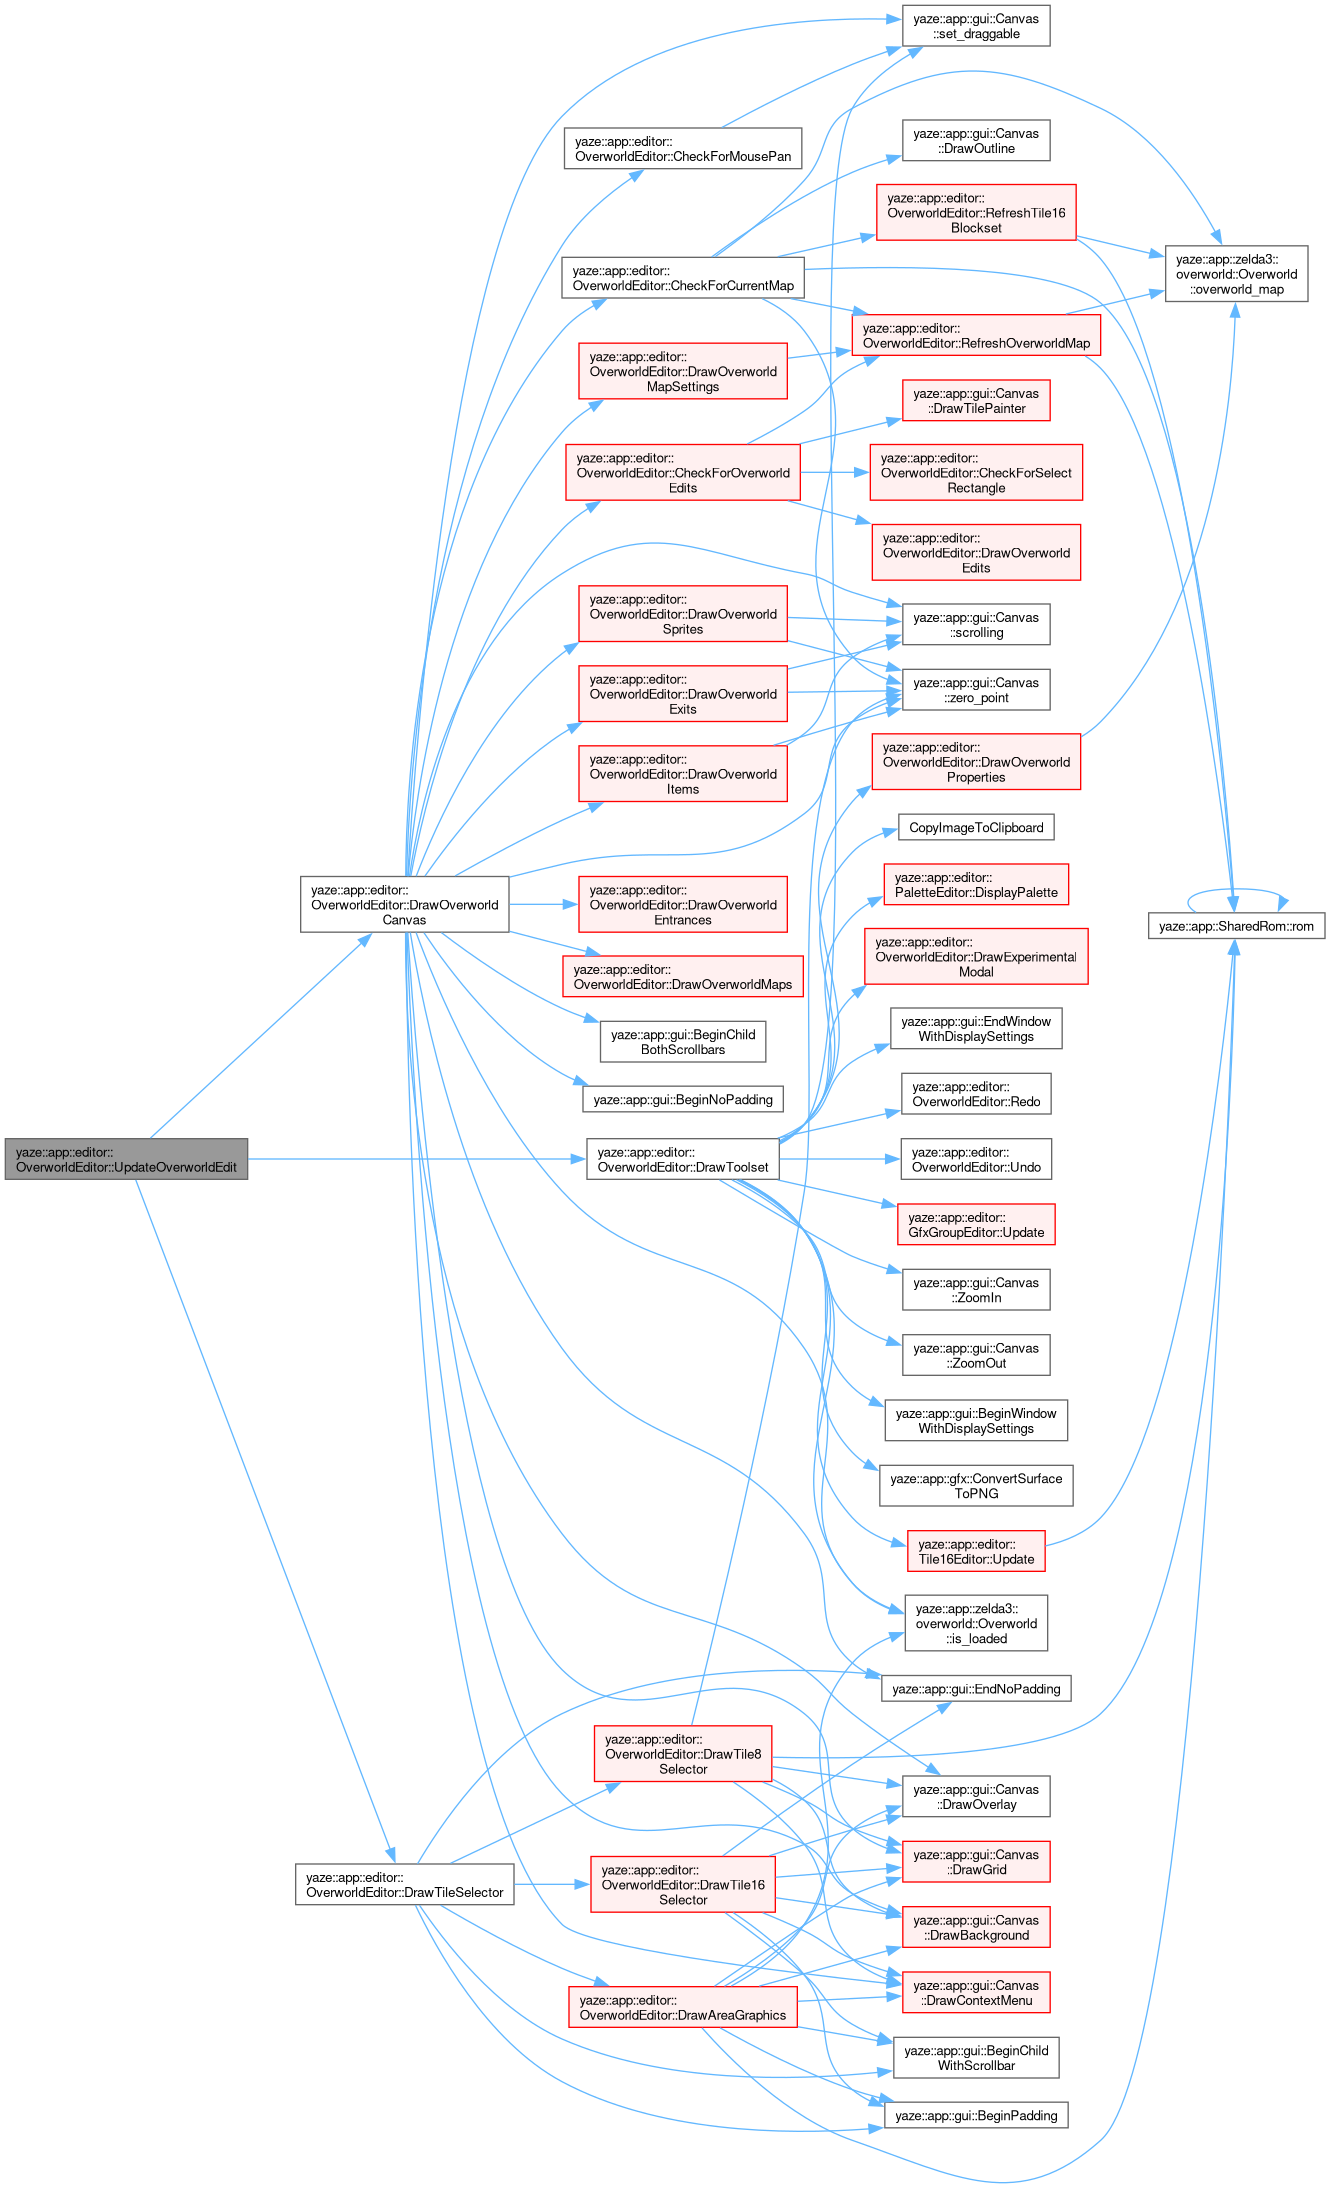 yaze::app::gui::Canvas
::set_draggable
yaze::app::editor::
OverworldEditor::CheckForMousePan
yaze::app::gui::Canvas
::DrawOutline
yaze::app::editor::
OverworldEditor::RefreshTile16
Blockset
yaze::app::zelda3::
overworld::Overworld
::overworld_map
yaze::app::editor::
OverworldEditor::CheckForCurrentMap
yaze::app::editor::
OverworldEditor::RefreshOverworldMap
yaze::app::editor::
OverworldEditor::DrawOverworld
MapSettings
yaze::app::gui::Canvas
::DrawTilePainter
yaze::app::editor::
OverworldEditor::CheckForOverworld
Edits
yaze::app::editor::
OverworldEditor::CheckForSelect
Rectangle
yaze::app::editor::
OverworldEditor::DrawOverworld
Edits
yaze::app::editor::
OverworldEditor::DrawOverworld
Sprites
yaze::app::gui::Canvas
::scrolling
yaze::app::editor::
OverworldEditor::DrawOverworld
Exits
yaze::app::gui::Canvas
::zero_point
yaze::app::editor::
OverworldEditor::DrawOverworld
Items
yaze::app::editor::
OverworldEditor::DrawOverworld
Properties
CopyImageToClipboard
yaze::app::editor::
OverworldEditor::DrawOverworld
Canvas
yaze::app::editor::
OverworldEditor::DrawOverworld
Entrances
yaze::app::editor::
PaletteEditor::DisplayPalette
yaze::app::SharedRom::rom
yaze::app::editor::
OverworldEditor::DrawOverworldMaps
yaze::app::editor::
OverworldEditor::DrawExperimental
Modal
yaze::app::gui::BeginChild
BothScrollbars
yaze::app::gui::EndWindow
WithDisplaySettings
yaze::app::gui::BeginNoPadding
yaze::app::editor::
OverworldEditor::Redo
yaze::app::editor::
OverworldEditor::UpdateOverworldEdit
yaze::app::editor::
OverworldEditor::DrawToolset
yaze::app::editor::
OverworldEditor::Undo
yaze::app::editor::
GfxGroupEditor::Update
yaze::app::gui::Canvas
::ZoomIn
yaze::app::gui::Canvas
::ZoomOut
yaze::app::gui::BeginWindow
WithDisplaySettings
yaze::app::gfx::ConvertSurface
ToPNG
yaze::app::editor::
Tile16Editor::Update
yaze::app::zelda3::
overworld::Overworld
::is_loaded
yaze::app::gui::EndNoPadding
yaze::app::editor::
OverworldEditor::DrawTile8
Selector
yaze::app::gui::Canvas
::DrawOverlay
yaze::app::editor::
OverworldEditor::DrawTileSelector
yaze::app::editor::
OverworldEditor::DrawTile16
Selector
yaze::app::gui::Canvas
::DrawGrid
yaze::app::gui::Canvas
::DrawBackground
yaze::app::editor::
OverworldEditor::DrawAreaGraphics
yaze::app::gui::Canvas
::DrawContextMenu
yaze::app::gui::BeginChild
WithScrollbar
yaze::app::gui::BeginPadding